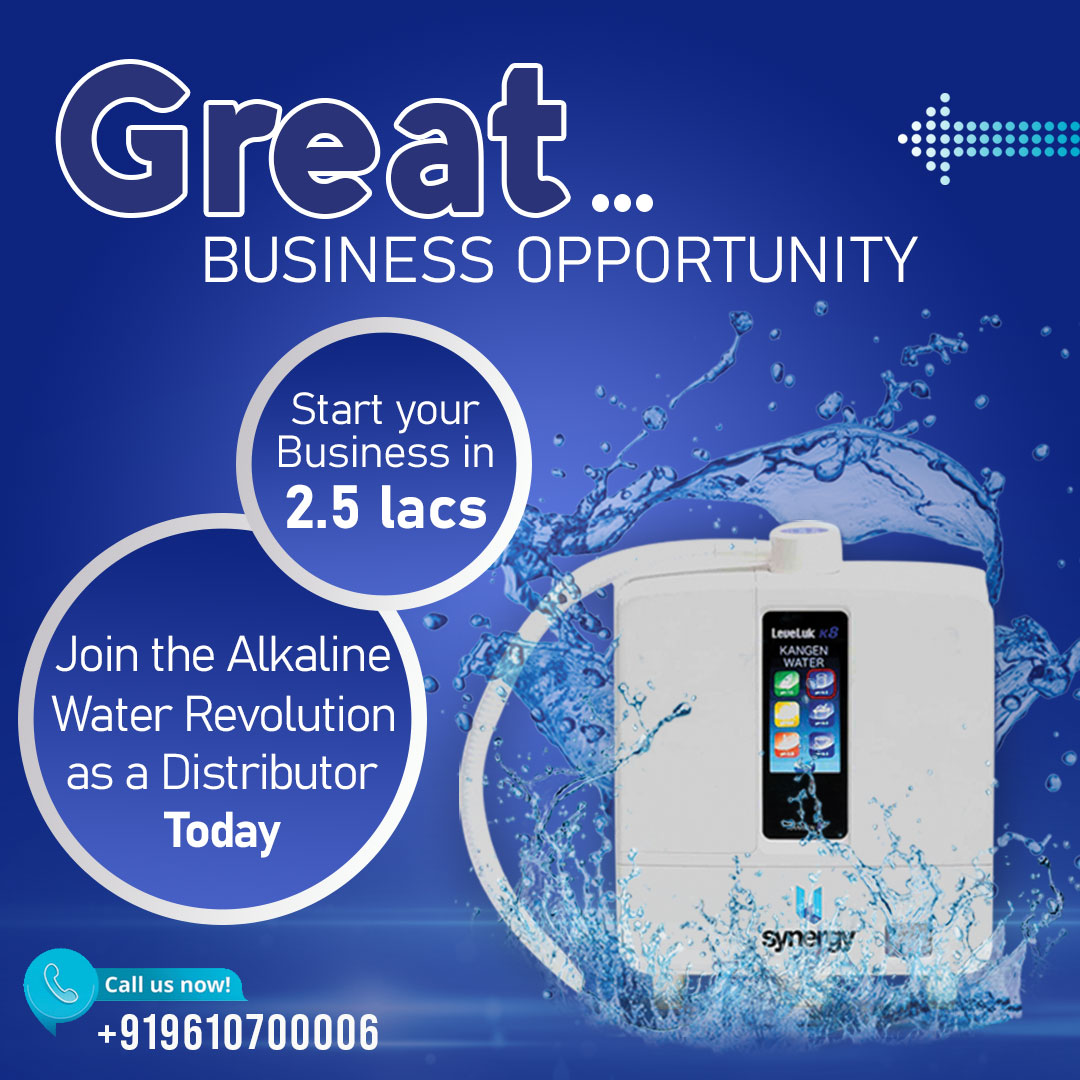 Great...
BUSINESS OPPORTUNITY
Start your
Business in
2.5 lacs
Join the Alkaline
Water Revolution
as a Distributor
Today
LeveLuk K8
KANGEN
WATER
synergy
Call us now!
+919610700006